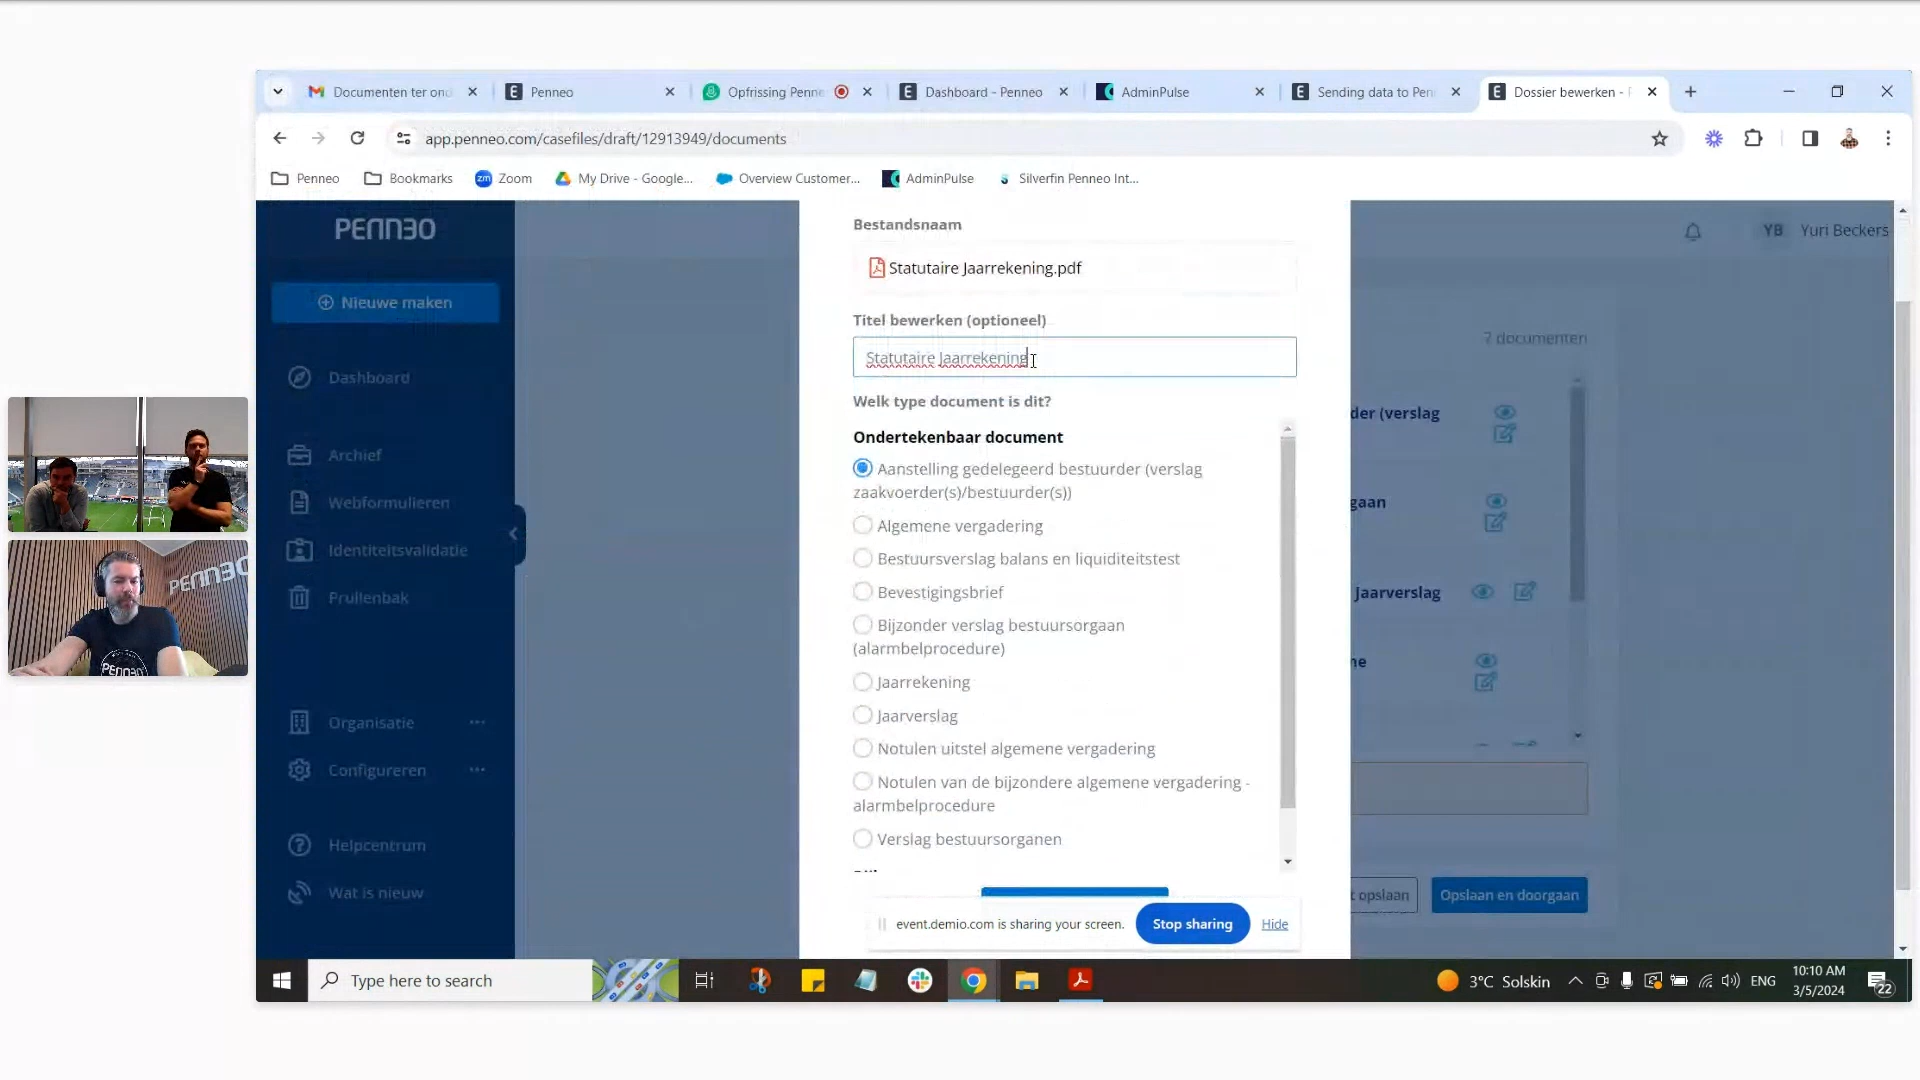 Documenten ter ond
Penneo
Opfrissing Penne
Dashboard - Penneo
AdminPulse
Sending data to Pen
Dossier bewerken -
app.penneo.com/casefiles/draft/12913949/documents
Penneo
Bookmarks
Zoom
My Drive - Google...
Overview Customer...
AdminPulse
Silverfin Penneo Int...
PENNEO
Nieuwe maken
Dashboard
Archief
Webformulieren
Identiteitsvalidatie
Prullenbak
Organisatie
Configureren
Helpcentrum
Wat is nieuw
YB
Yuri Beckers
Bestandsnaam
Statutaire Jaarrekening.pdf
Titel bewerken (optioneel)
Statutaire Jaarrekening
Welk type document is dit?
Ondertekenbaar document
Aanstelling gedelegeerd bestuurder (verslag
zaakvoerder(s)/bestuurder(s))
Algemene vergadering
Bestuursverslag balans en liquiditeitstest
Bevestigingsbrief
Bijzonder verslag bestuursorgaan
(alarmbelprocedure)
Jaarrekening
Jaarverslag
Notulen uitstel algemene vergadering
Notulen van de bijzondere algemene vergadering -
alarmbelprocedure
Verslag bestuursorganen
7 documenten
der (verslag
gaan
Jaarverslag
ne
t opslaan
Opslaan en doorgaan
event.demio.com is sharing your screen.
Stop sharing
Hide
PENNEO
PENNEO
Type here to search
3°C Solskin
ENG
10:10 AM
3/5/2024
22